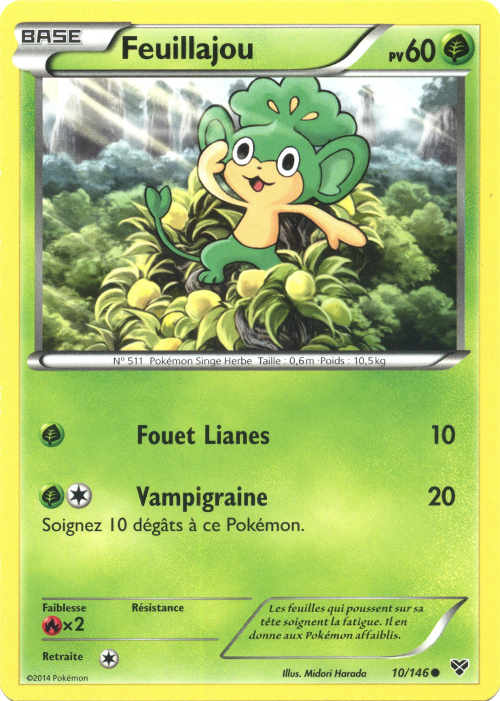 BASE Feuillajou PV60
N° 511 Pokémon Singe Herbe Taille : 0,6m · Poids : 10,5kg
Fouet Lianes 10
Vampigraine 20
Soignez 10 dégâts à ce Pokémon.
Faiblesse Résistance
×2
Retraite
Les feuilles qui poussent sur sa
tête soignent la fatigue. Il en
donne aux Pokémon affaiblis.
©2014 Pokémon Illus. Midori Harada 10/146 XY